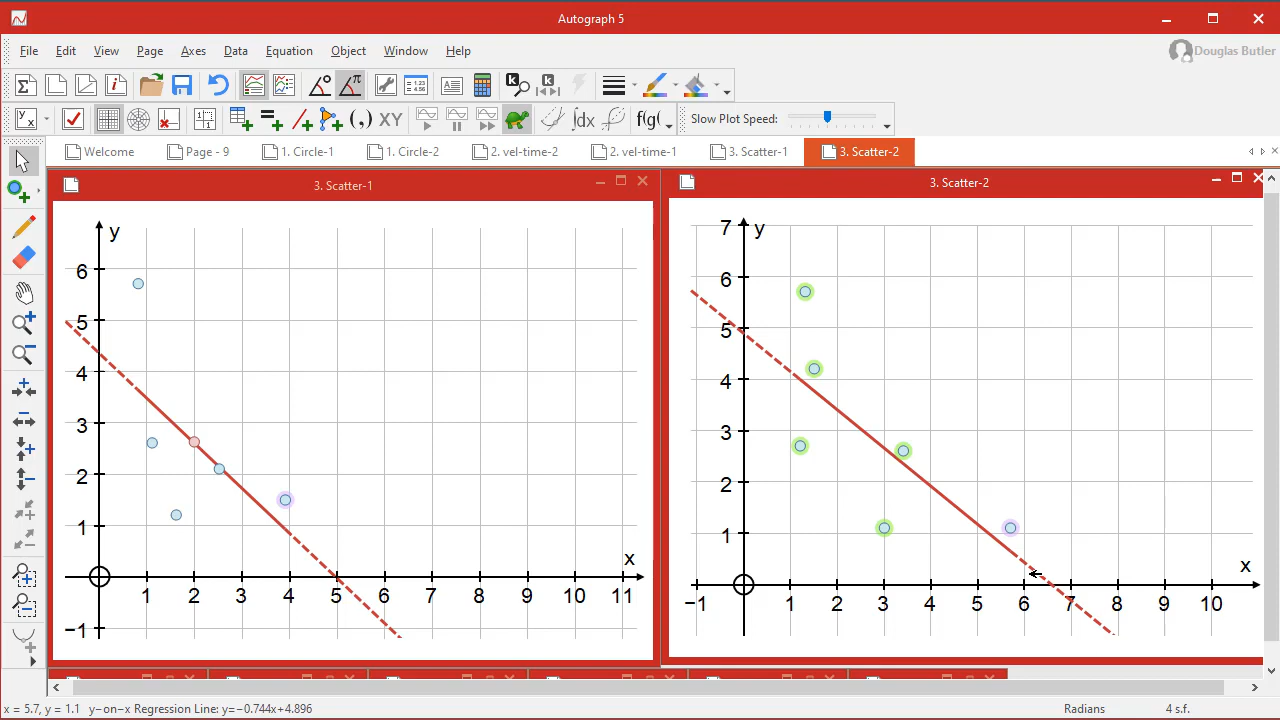 Autograph 5
File Edit View Page Axes Data Equation Object Window Help
Douglas Butler
Slow Plot Speed:
Welcome Page - 9 1. Circle-1 1. Circle-2 2. vel-time-2 2. vel-time-1 3. Scatter-1 3. Scatter-2
3. Scatter-1
y
6
5
4
3
2
1
−1
1 2 3 4 5 6 7 8 9 10 11
x
3. Scatter-2
y
7
6
5
4
3
2
1
−1 1 2 3 4 5 6 7 8 9 10
x
x = 5.7, y = 1.1 y−on−x Regression Line: y=−0.744x+4.896
Radians 4 s.f.